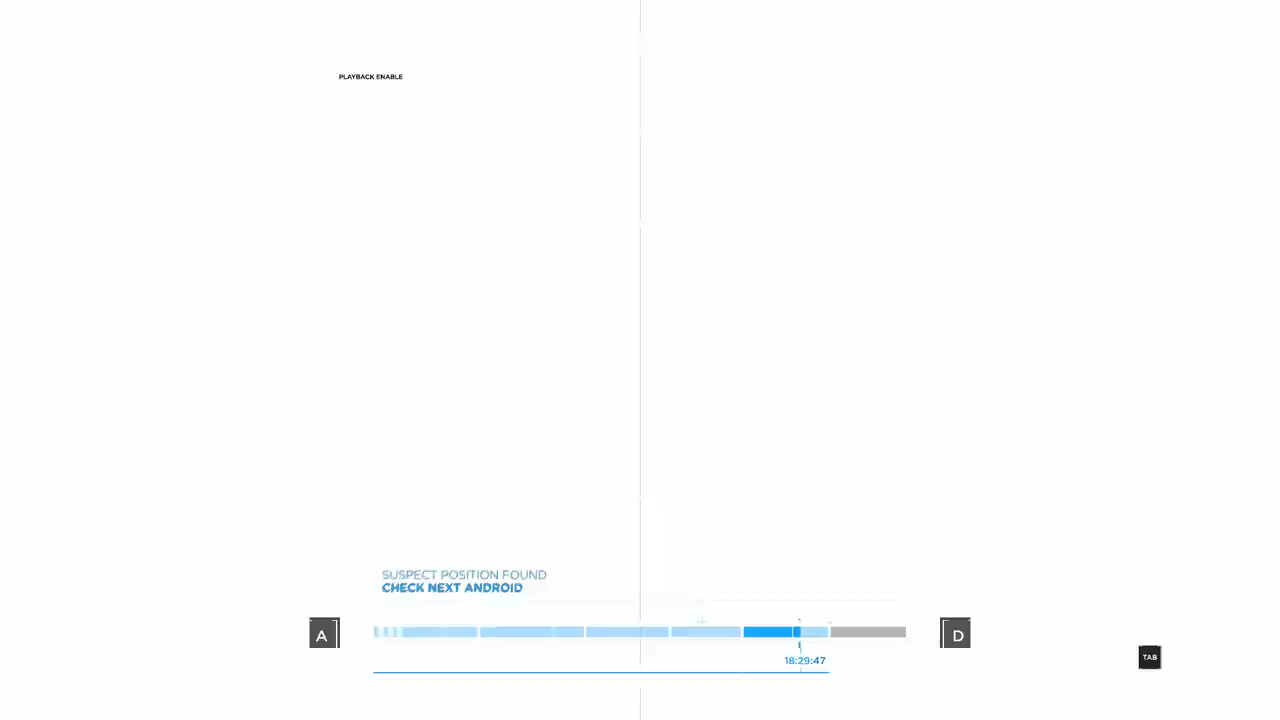 PLAYBACK ENABLE
SUSPECT POSITION FOUND
CHECK NEXT ANDROID
A
D
18:29:47
TAB